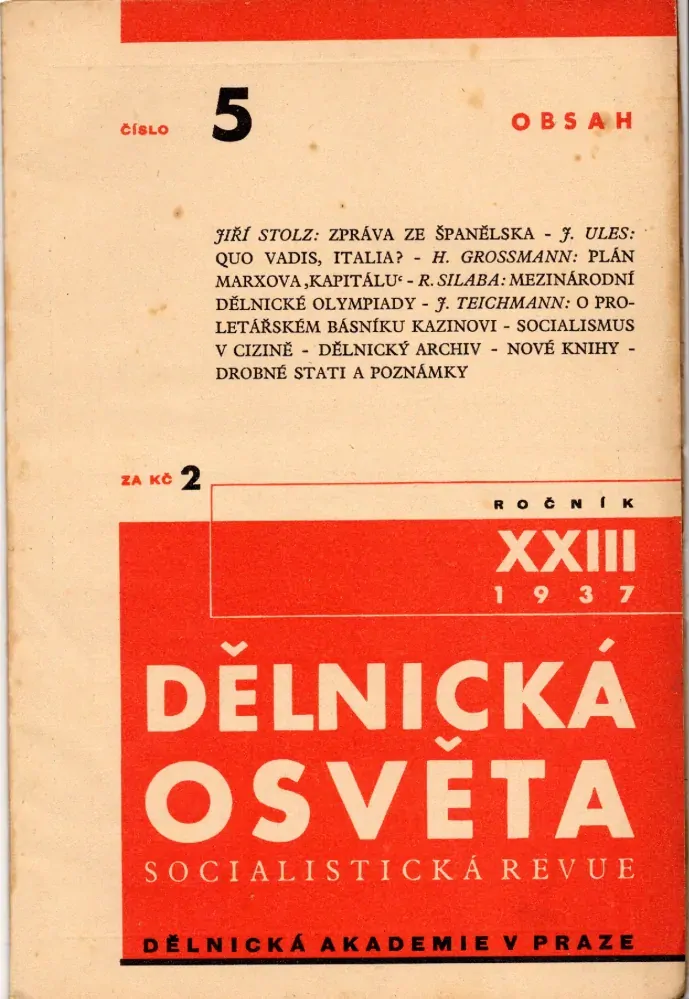 ČÍSLO 5 OBSAH
JIŘÍ STOLZ: ZPRÁVA ZE ŠPANĚLSKA - J. ULES:
QUO VADIS, ITALIA? - H. GROSSMANN: PLÁN
MARXOVA ‚KAPITÁLU‘ - R. SILABA: MEZINÁRODNÍ
DĚLNICKÉ OLYMPIADY - J. TEICHMANN: O PRO-
LETÁŘSKÉM BÁSNÍKU KAZINOVI - SOCIALISMUS
V CIZINĚ - DĚLNICKÝ ARCHIV - NOVÉ KNIHY -
DROBNÉ STATI A POZNÁMKY
ZA KČ 2
ROČNÍK
XXIII
1937
DĚLNICKÁ
OSVĚTA
SOCIALISTICKÁ REVUE
DĚLNICKÁ AKADEMIE V PRAZE